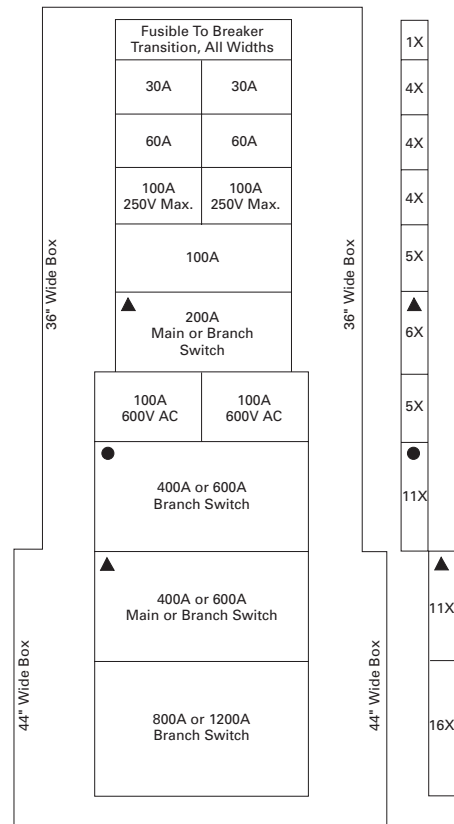 Fusible To Breaker
Transition, All Widths
1X
30A
30A
4X
60A
60A
4X
100A
250V Max.
100A
250V Max.
4X
100A
5X
36" Wide Box
36" Wide Box
200A
Main or Branch
Switch
6X
100A
600V AC
100A
600V AC
5X
400A or 600A
Branch Switch
11X
400A or 600A
Main or Branch Switch
11X
44" Wide Box
44" Wide Box
800A or 1200A
Branch Switch
16X